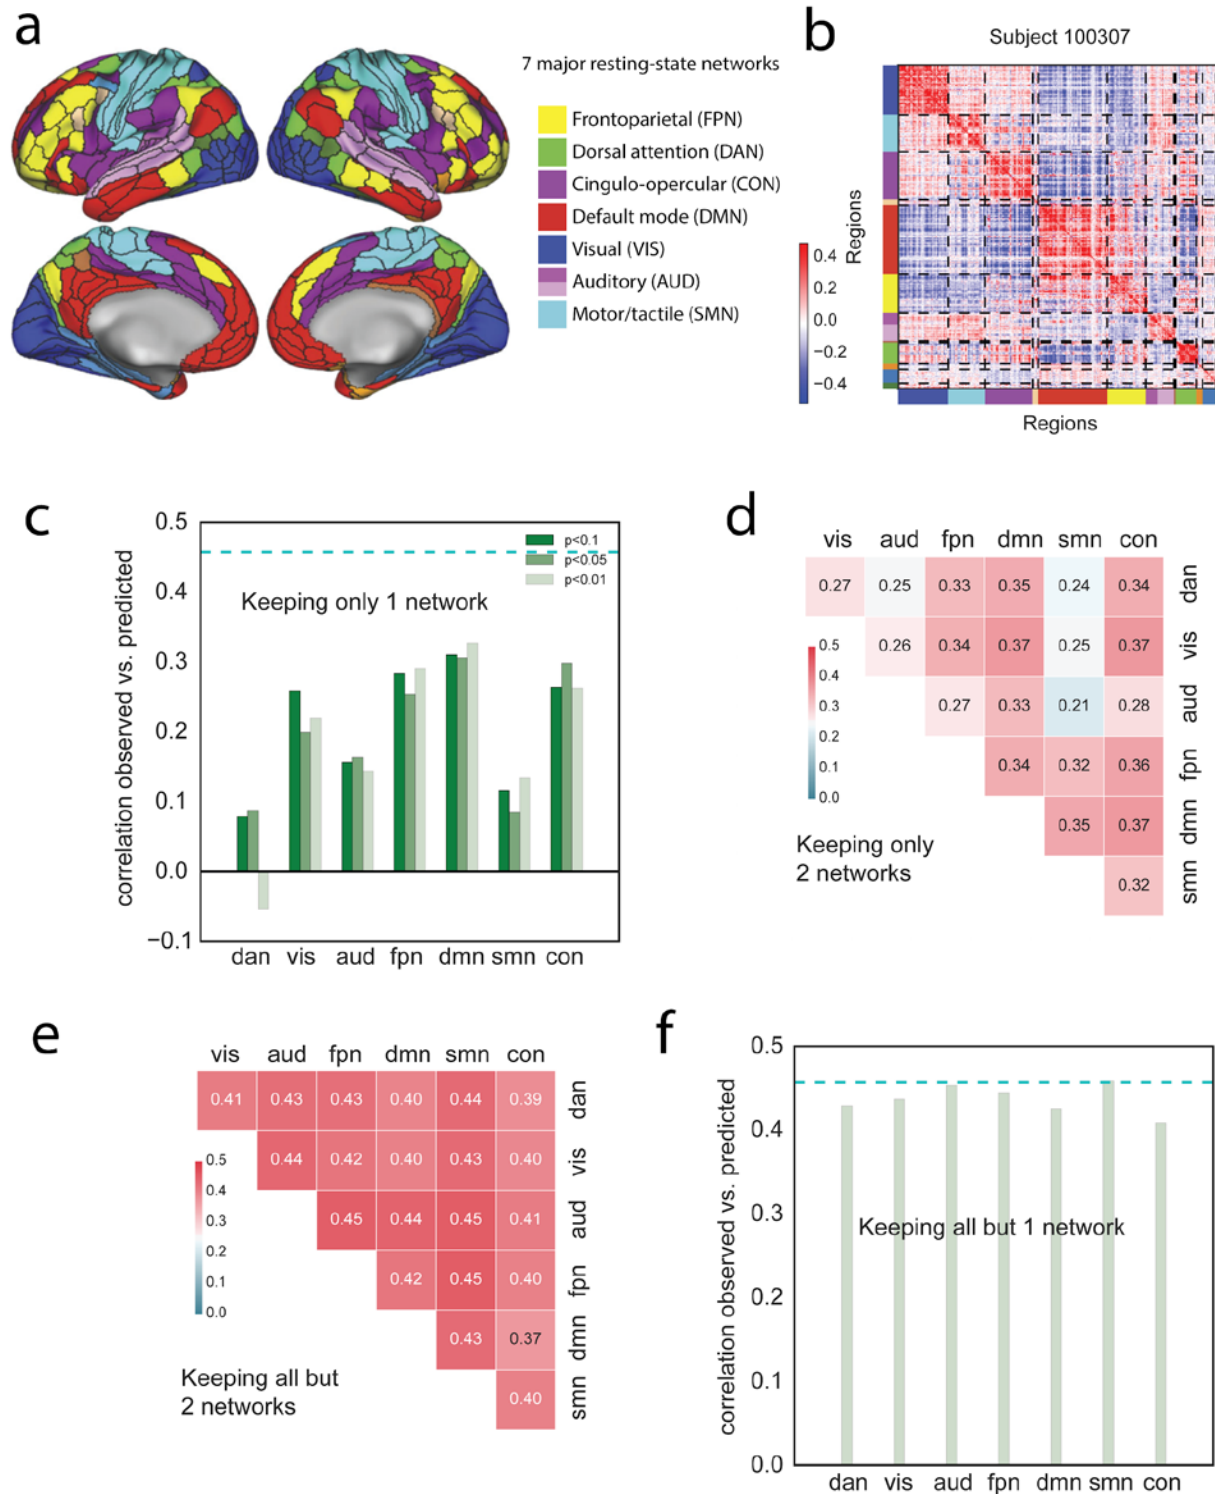 a
7 major resting-state networks
Frontoparietal (FPN)
Dorsal attention (DAN)
Cingulo-opercular (CON)
Default mode (DMN)
Visual (VIS)
Auditory (AUD)
Motor/tactile (SMN)
b
Subject 100307
Regions
0.4
0.2
0.0
−0.2
−0.4
Regions
c
correlation observed vs. predicted
0.5
0.4
0.3
0.2
0.1
0.0
−0.1
p<0.1
p<0.05
p<0.01
Keeping only 1 network
dan vis aud fpn dmn smn con
d
vis aud fpn dmn smn con
0.27 0.25 0.33 0.35 0.24 0.34 dan
0.26 0.34 0.37 0.25 0.37 vis
0.27 0.33 0.21 0.28 aud
0.34 0.32 0.36 fpn
0.35 0.37 dmn
0.32 smn
0.5
0.4
0.3
0.2
0.1
0.0
Keeping only
2 networks
e
vis aud fpn dmn smn con
0.41 0.43 0.43 0.40 0.44 0.39 dan
0.44 0.42 0.40 0.43 0.40 vis
0.45 0.44 0.45 0.41 aud
0.42 0.45 0.40 fpn
0.43 0.37 dmn
0.40 smn
0.5
0.4
0.3
0.2
0.1
0.0
Keeping all but
2 networks
f
correlation observed vs. predicted
0.5
0.4
0.3
0.2
0.1
0.0
Keeping all but 1 network
dan vis aud fpn dmn smn con